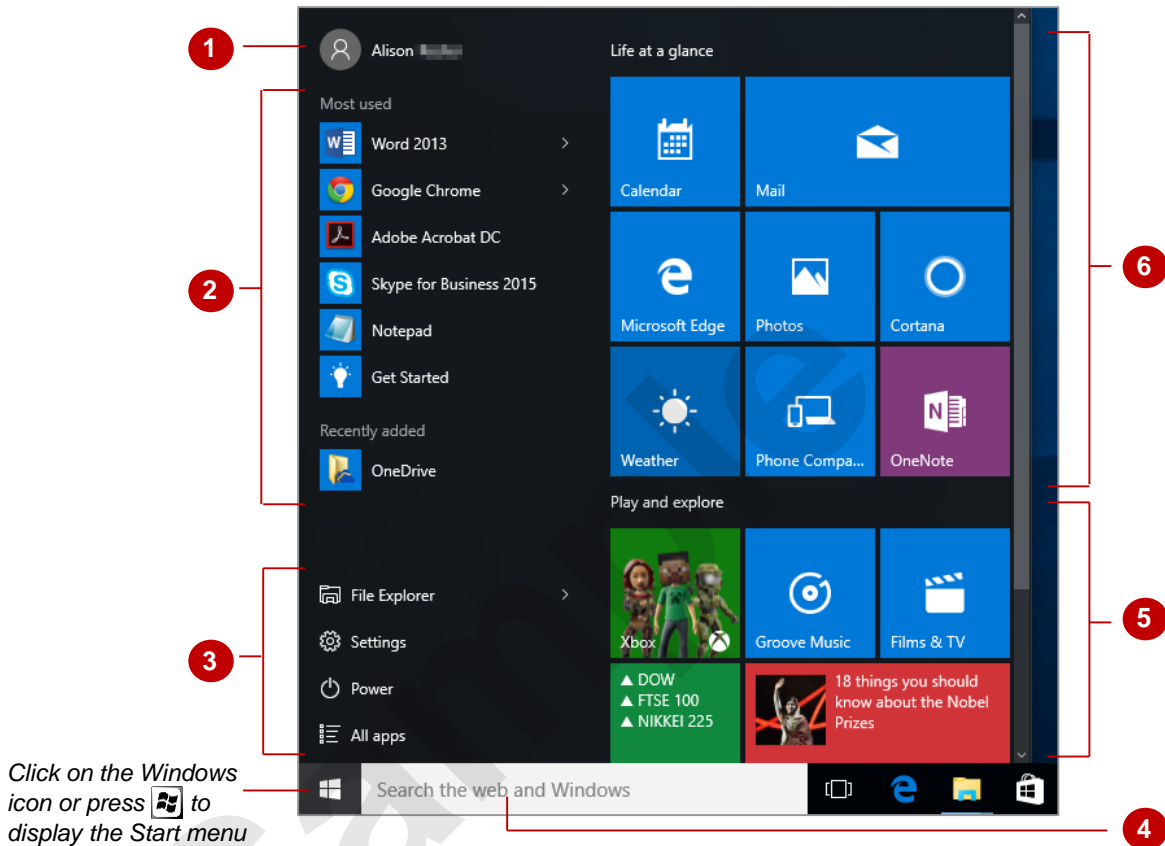 1
Alison
Life at a glance
Most used
Word 2013
Google Chrome
Adobe Acrobat DC
Skype for Business 2015
Notepad
Get Started
Recently added
OneDrive
2
Calendar
Mail
Microsoft Edge
Photos
Cortana
Weather
Phone Compa...
OneNote
6
Play and explore
Xbox
Groove Music
Films & TV
▲ DOW
▲ FTSE 100
▲ NIKKEI 225
18 things you should
know about the Nobel
Prizes
5
File Explorer
Settings
Power
All apps
3
Click on the Windows
icon or press to
display the Start menu
Search the web and Windows
4
Sample